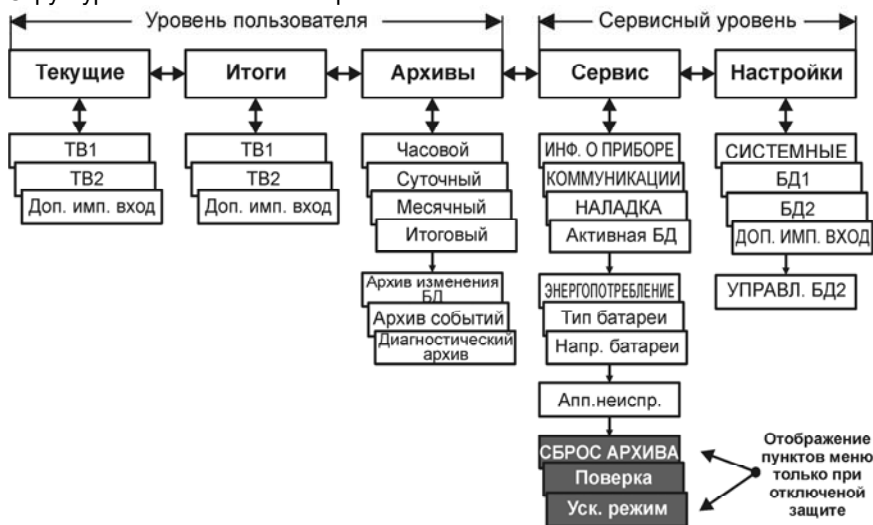 Уровень пользователя
Сервисный уровень
Текущие
Итоги
Архивы
Сервис
Настройки
ТВ1
ТВ2
Доп. имп. вход
ТВ1
ТВ2
Доп. имп. вход
Часовой
Суточный
Месячный
Итоговый
Архив изменения
БД
Архив событий
Диагностический
архив
ИНФ. О ПРИБОРЕ
КОММУНИКАЦИИ
НАЛАДКА
Активная БД
ЭНЕРГОПОТРЕБЛЕНИЕ
Тип батареи
Напр. батареи
Апп.неиспр.
СБРОС АРХИВА
Поверка
Уск. режим
СИСТЕМНЫЕ
БД1
БД2
ДОП. ИМП. ВХОД
УПРАВЛ. БД2
Отображение
пунктов меню
только при
отключеной
защите